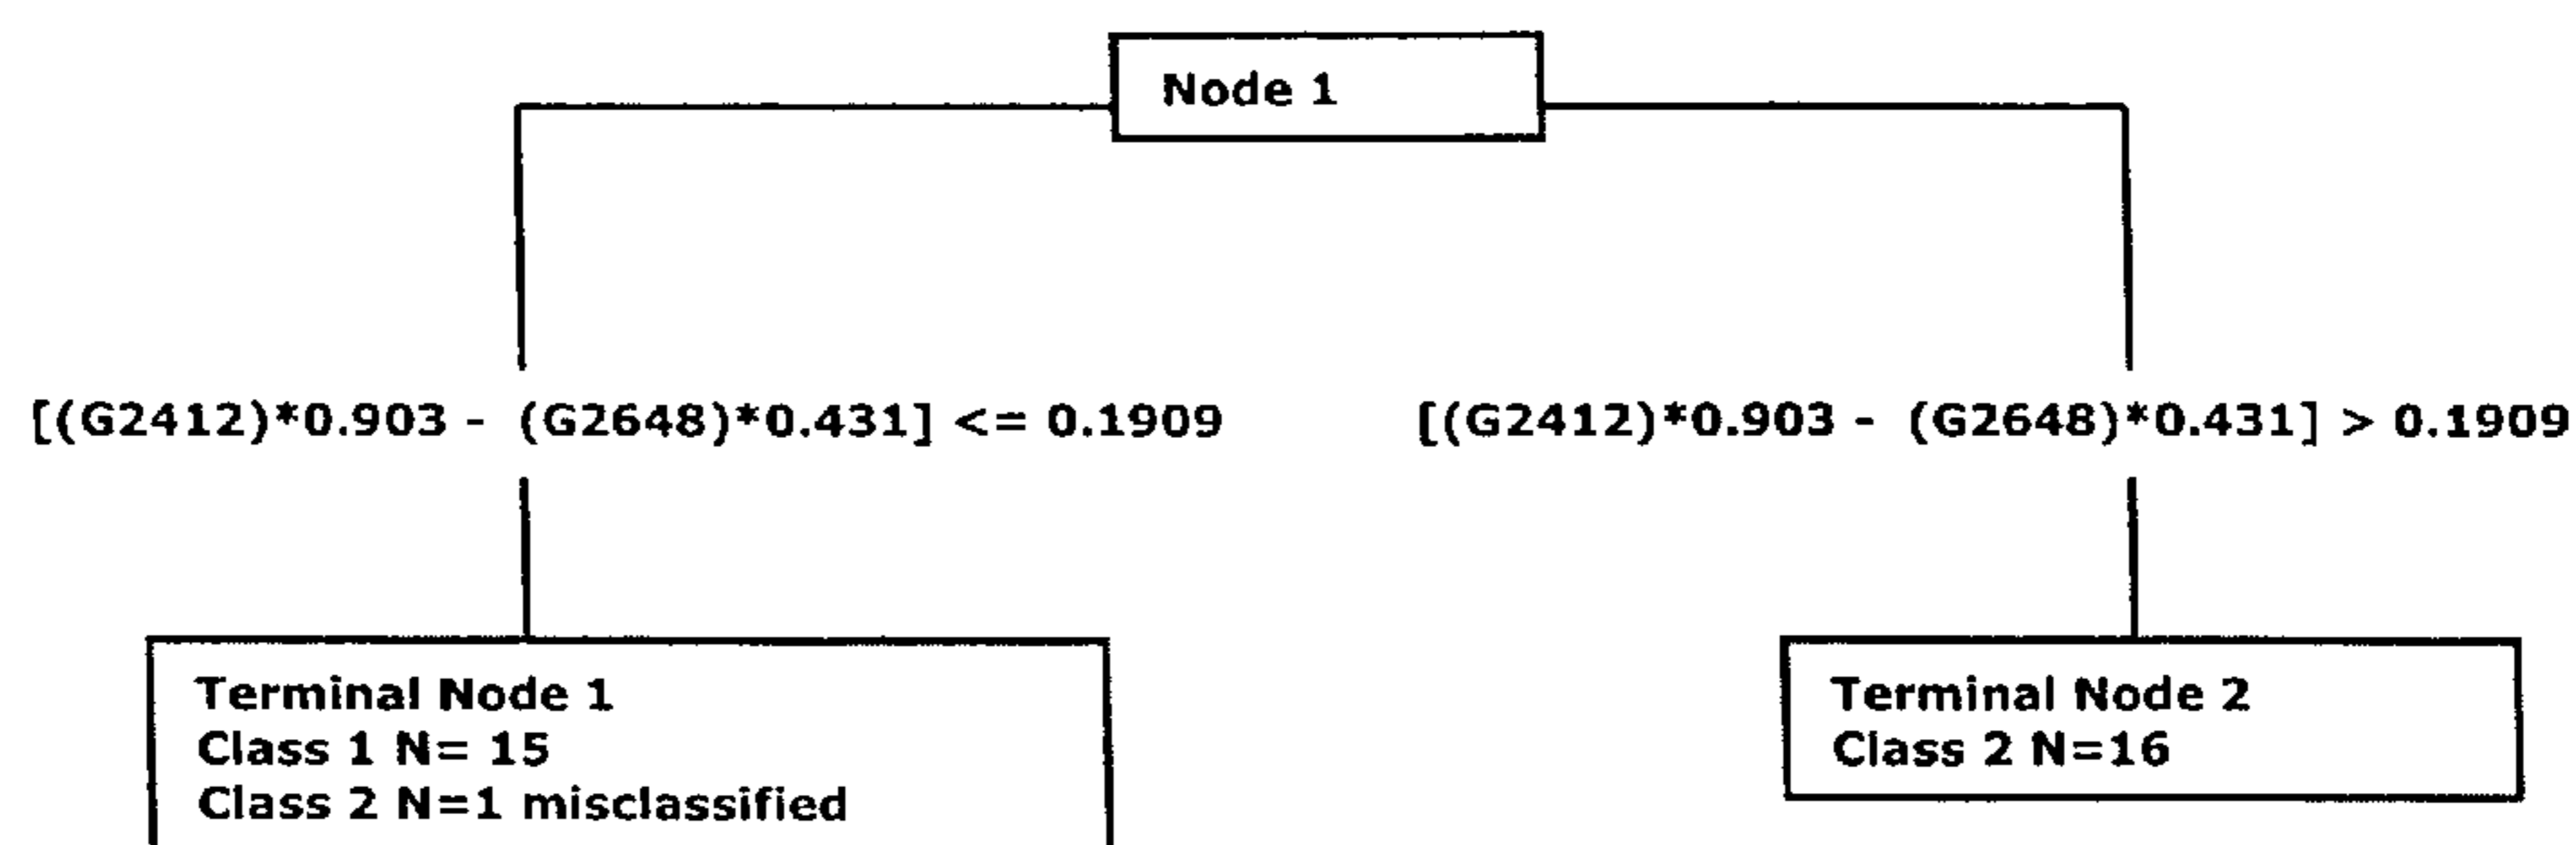 Node 1
[(G2412)*0.903 - (G2648)*0.431] <= 0.1909
[(G2412)*0.903 - (G2648)*0.431] > 0.1909
Terminal Node 1
Class 1 N= 15
Class 2 N=1 misclassified
Terminal Node 2
Class 2 N=16